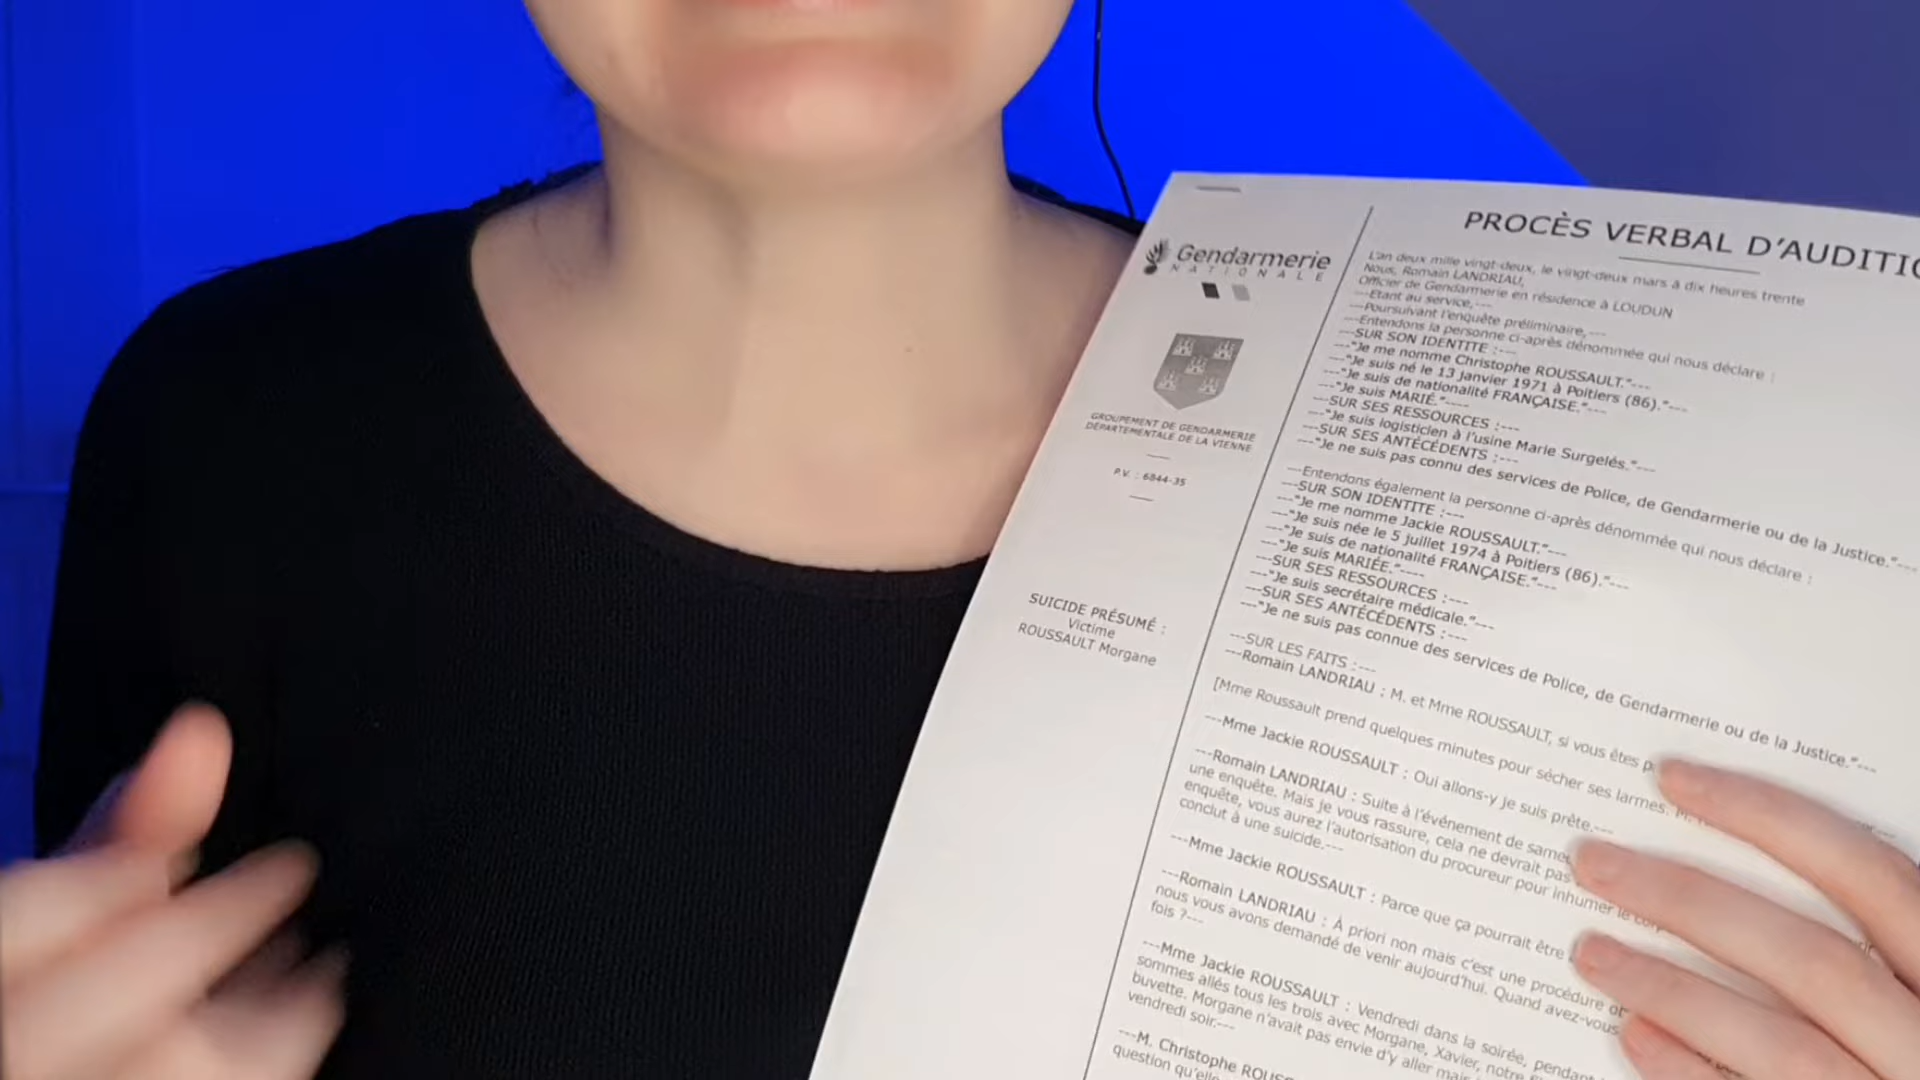 Gendarmerie
NATIONALE
GROUPEMENT DE GENDARMERIE
DÉPARTEMENTALE DE LA VIENNE
P.V. : 6844-35
SUICIDE PRÉSUMÉ :
Victime
ROUSSAULT Morgane
PROCÈS VERBAL D'AUDITIO
L'an deux mille vingt-deux, le vingt-deux mars à dix heures trente
Nous, Romain LANDRIAU,
Officier de Gendarmerie en résidence à LOUDUN
---Etant au service,---
---Poursuivant l'enquête préliminaire,---
---Entendons la personne ci-après dénommée qui nous déclare :
---SUR SON IDENTITE :---
---"Je me nomme Christophe ROUSSAULT."---
---"Je suis né le 13 janvier 1971 à Poitiers (86)."---
---"Je suis de nationalité FRANÇAISE."---
---"Je suis MARIÉ."----
---SUR SES RESSOURCES :---
---"Je suis logisticien à l'usine Marie Surgelés."---
---SUR SES ANTÉCÉDENTS :---
---"Je ne suis pas connu des services de Police, de Gendarmerie ou de la Justice."---
---Entendons également la personne ci-après dénommée qui nous déclare :
---SUR SON IDENTITE :---
---"Je me nomme Jackie ROUSSAULT."---
---"Je suis née le 5 juillet 1974 à Poitiers (86)."---
---"Je suis de nationalité FRANÇAISE."---
---"Je suis MARIÉE."----
---SUR SES RESSOURCES :---
---"Je suis secrétaire médicale."---
---SUR SES ANTÉCÉDENTS :---
---"Je ne suis pas connue des services de Police, de Gendarmerie ou de la Justice."---
---SUR LES FAITS :---
---Romain LANDRIAU : M. et Mme ROUSSAULT, si vous êtes p
[Mme Roussault prend quelques minutes pour sécher ses larmes. M.
---Mme Jackie ROUSSAULT : Oui allons-y je suis prête.---
---Romain LANDRIAU : Suite à l'événement de samed
une enquête. Mais je vous rassure, cela ne devrait pas
enquête, vous aurez l'autorisation du procureur pour inhumer le corp
conclut à une suicide.---
---Mme Jackie ROUSSAULT : Parce que ça pourrait être
---Romain LANDRIAU : À priori non mais c'est une procédure ob
nous vous avons demandé de venir aujourd'hui. Quand avez-vous
fois ?---
---Mme Jackie ROUSSAULT : Vendredi dans la soirée, pendant
sommes allés tous les trois avec Morgane, Xavier, notre
buvette. Morgane n'avait pas envie d'y aller mais
vendredi soir.---
---M. Christophe ROUSS
question qu'elle